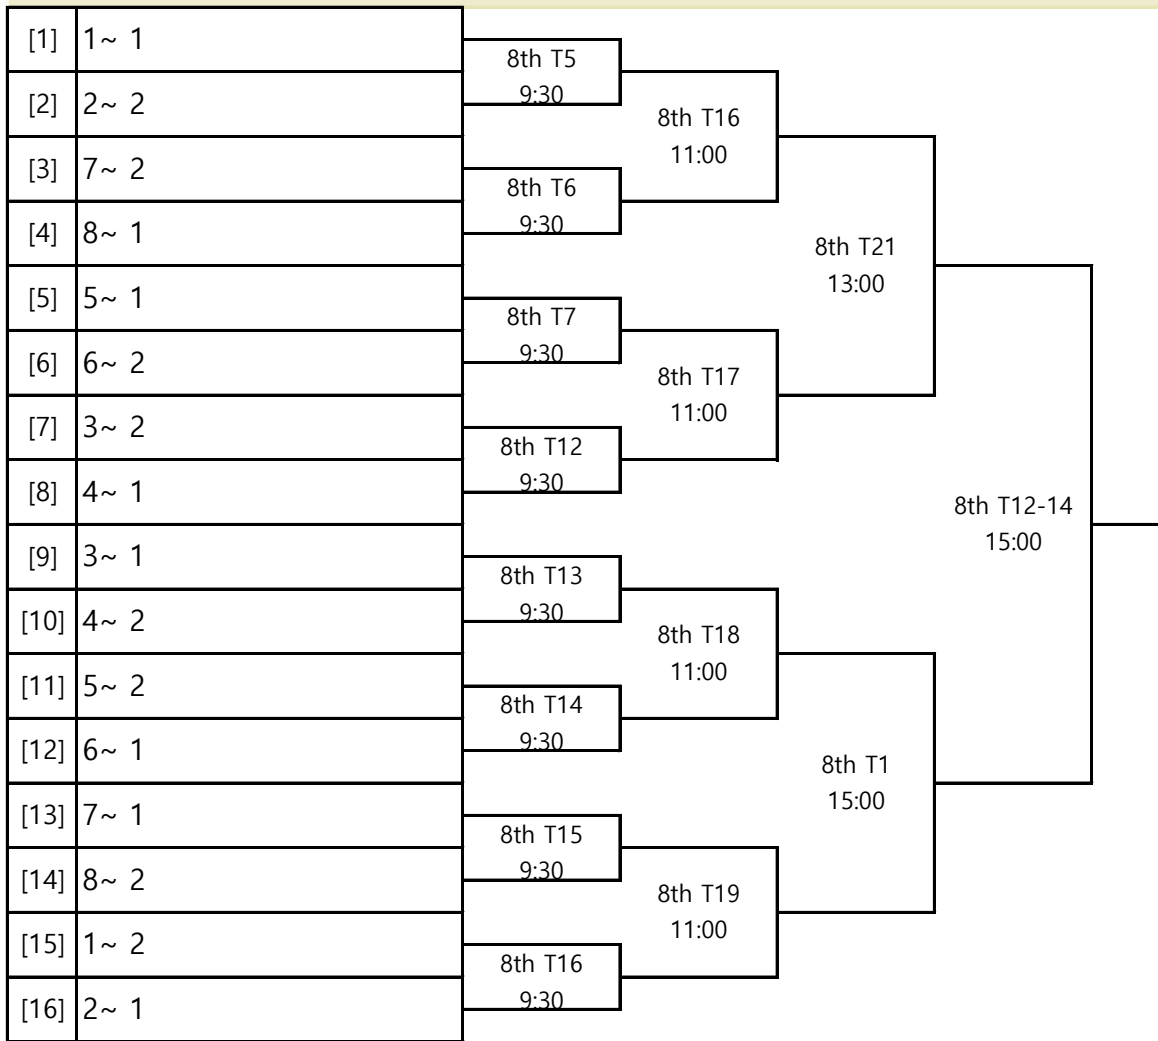 [1] 1~ 1
8th T5
9:30
[2] 2~ 2
8th T16
11:00
[3] 7~ 2
8th T6
9:30
[4] 8~ 1
8th T21
13:00
[5] 5~ 1
8th T7
9:30
[6] 6~ 2
8th T17
11:00
[7] 3~ 2
8th T12
9:30
[8] 4~ 1
8th T12-14
15:00
[9] 3~ 1
8th T13
9:30
[10] 4~ 2
8th T18
11:00
[11] 5~ 2
8th T14
9:30
[12] 6~ 1
8th T1
15:00
[13] 7~ 1
8th T15
9:30
[14] 8~ 2
8th T19
11:00
[15] 1~ 2
8th T16
9:30
[16] 2~ 1